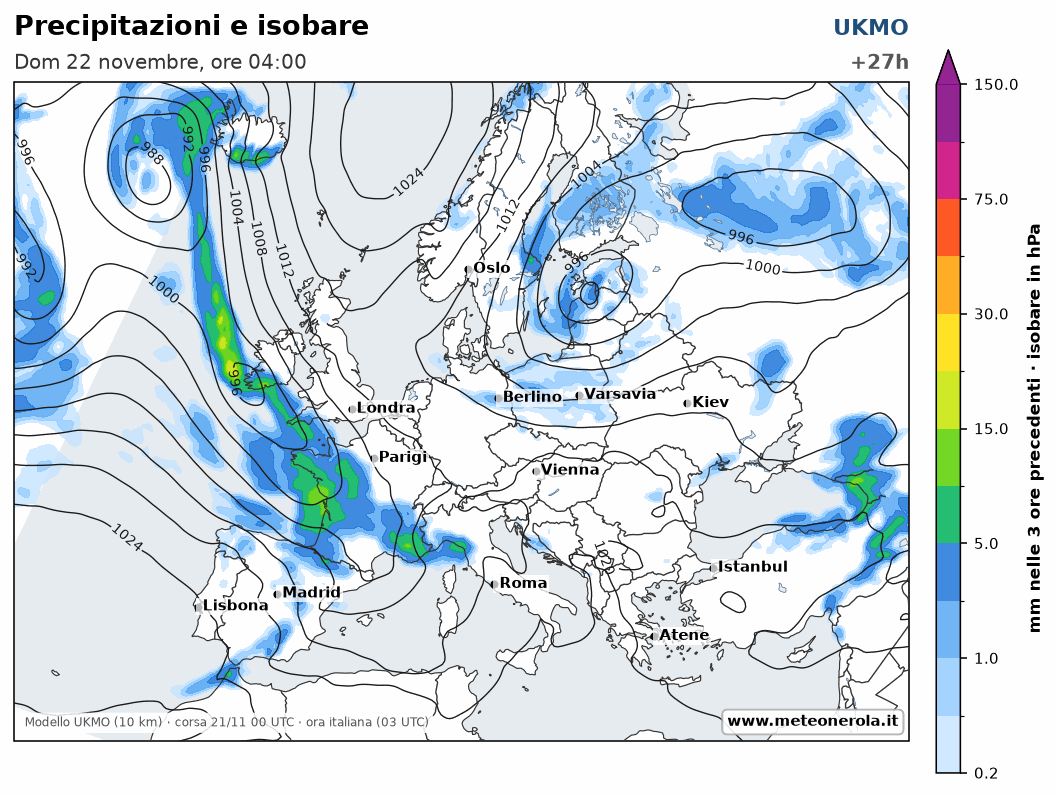 Precipitazioni e isobare
UKMO
Dom 22 novembre, ore 04:00
+27h
150.0
75.0
30.0
15.0
5.0
1.0
0.2
mm nelle 3 ore precedenti · isobare in hPa
996
988
992
996
1024
1004
1004
1012
1008
1012
996
992
1000
996
1000
Oslo
996
Londra
Berlino
Varsavia
Kiev
Parigi
Vienna
1024
Istanbul
Roma
Madrid
Lisbona
Atene
Modello UKMO (10 km) · corsa 21/11 00 UTC · ora italiana (03 UTC)
www.meteonerola.it